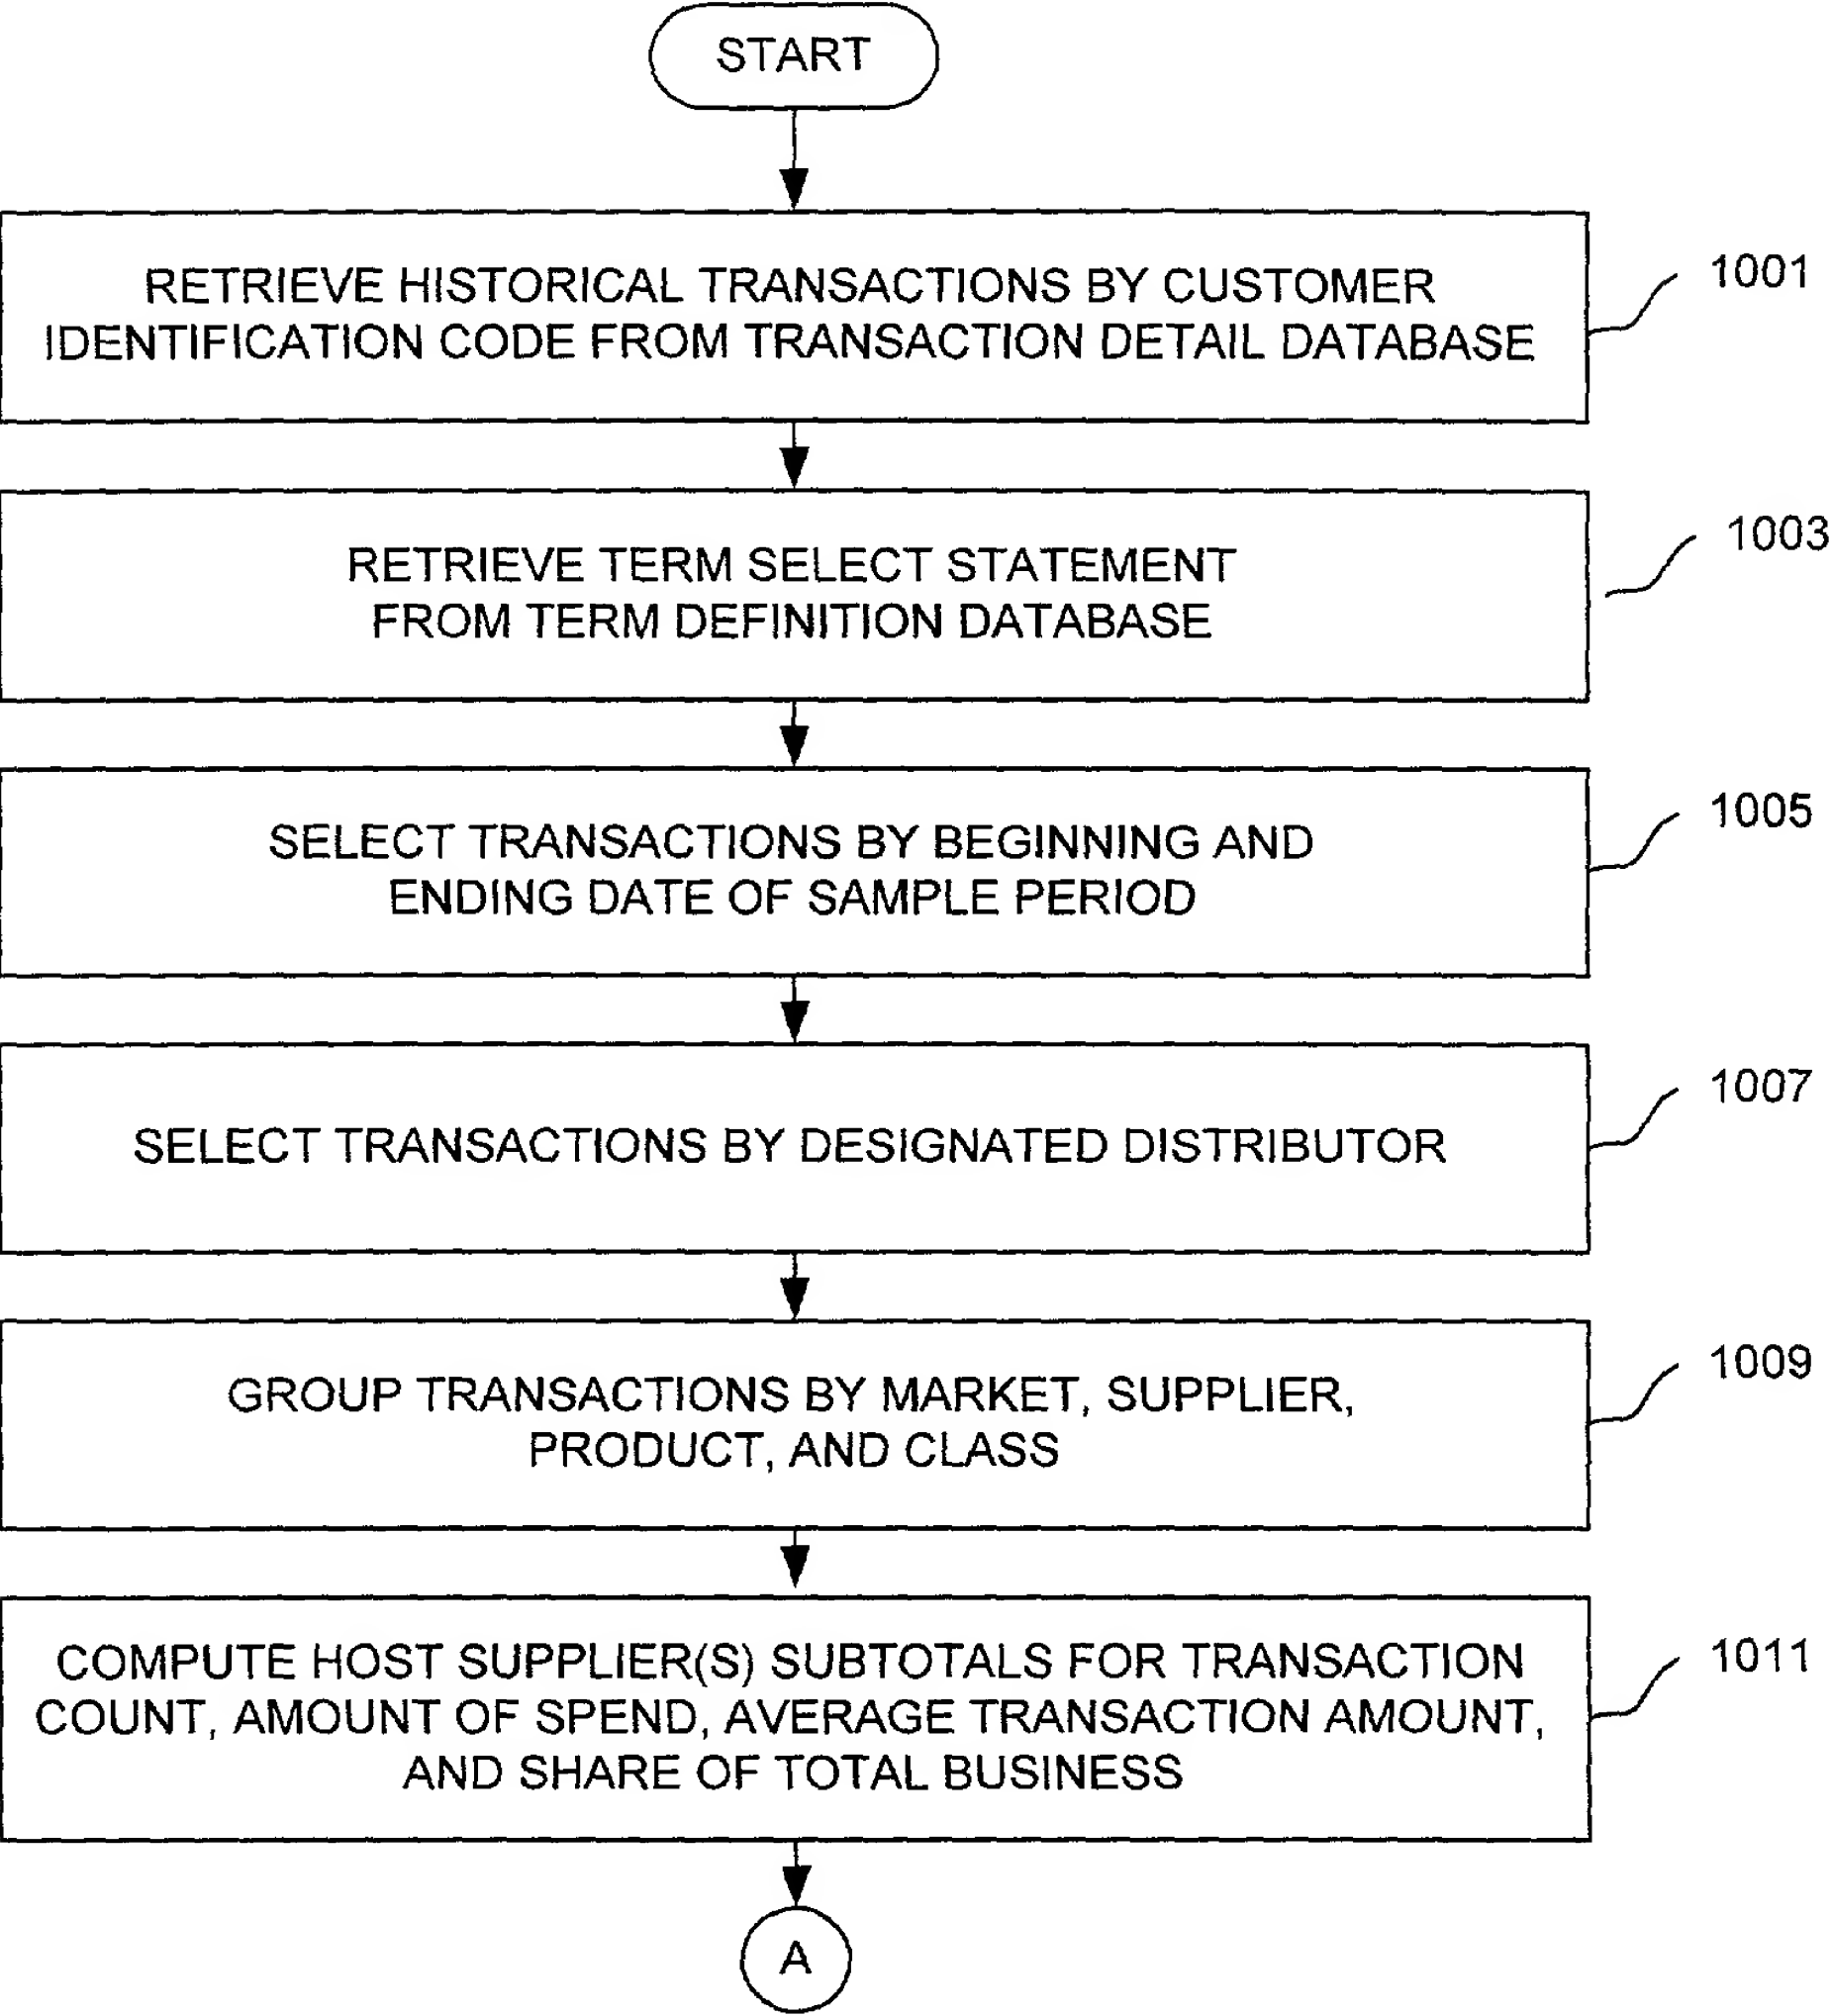 START
RETRIEVE HISTORICAL TRANSACTIONS BY CUSTOMER
IDENTIFICATION CODE FROM TRANSACTION DETAIL DATABASE
1001
RETRIEVE TERM SELECT STATEMENT
FROM TERM DEFINITION DATABASE
1003
SELECT TRANSACTIONS BY BEGINNING AND
ENDING DATE OF SAMPLE PERIOD
1005
SELECT TRANSACTIONS BY DESIGNATED DISTRIBUTOR
1007
GROUP TRANSACTIONS BY MARKET, SUPPLIER,
PRODUCT, AND CLASS
1009
COMPUTE HOST SUPPLIER(S) SUBTOTALS FOR TRANSACTION
COUNT, AMOUNT OF SPEND, AVERAGE TRANSACTION AMOUNT,
AND SHARE OF TOTAL BUSINESS
1011
A